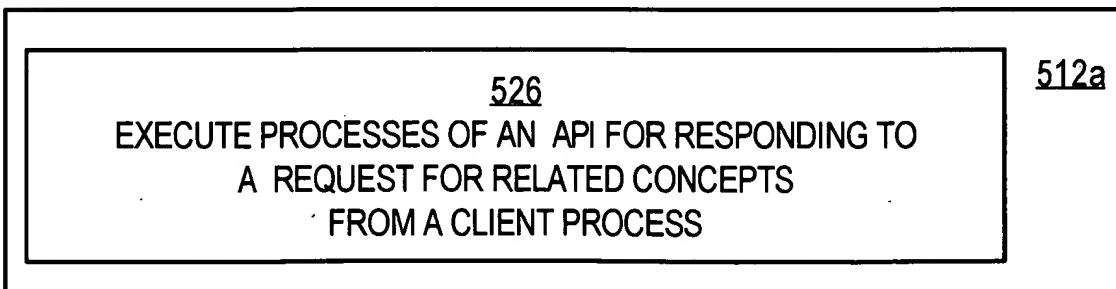 526
512a
EXECUTE PROCESSES OF AN API FOR RESPONDING TO
A REQUEST FOR RELATED CONCEPTS
FROM A CLIENT PROCESS